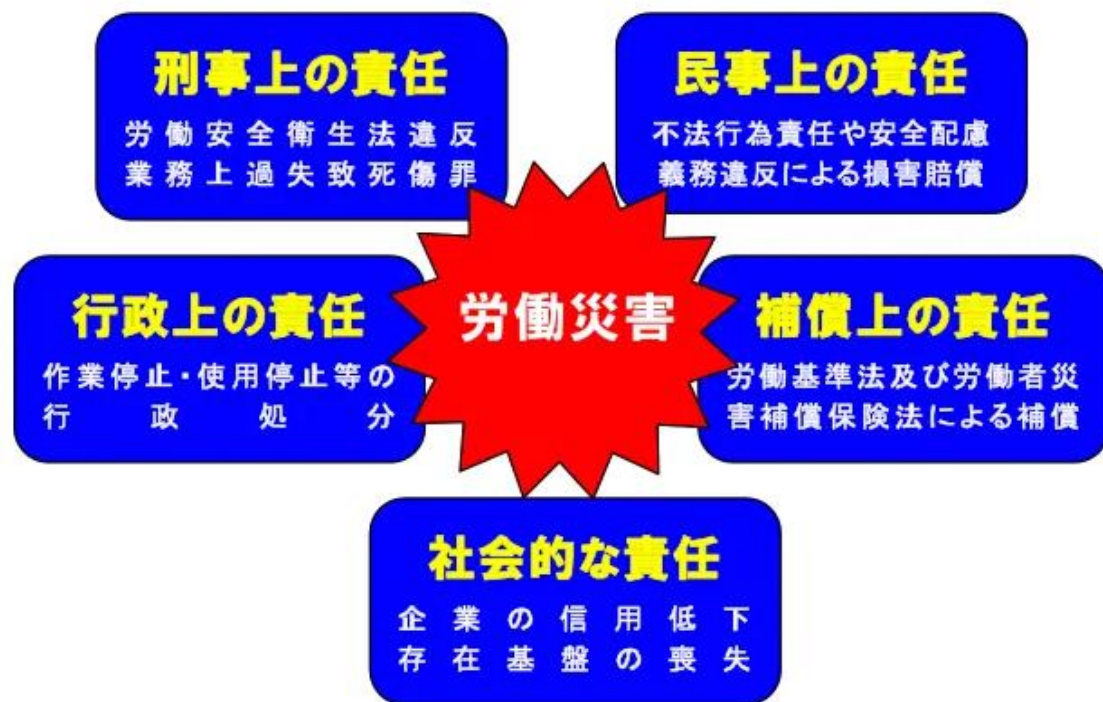 刑事上の責任
労働安全衛生法違反
業務上過失致死傷罪
民事上の責任
不法行為責任や安全配慮
義務違反による損害賠償
労働災害
行政上の責任
作業停止・使用停止等の
行政処分
補償上の責任
労働基準法及び労働者災
害補償保険法による補償
社会的な責任
企業の信用低下
存在基盤の喪失